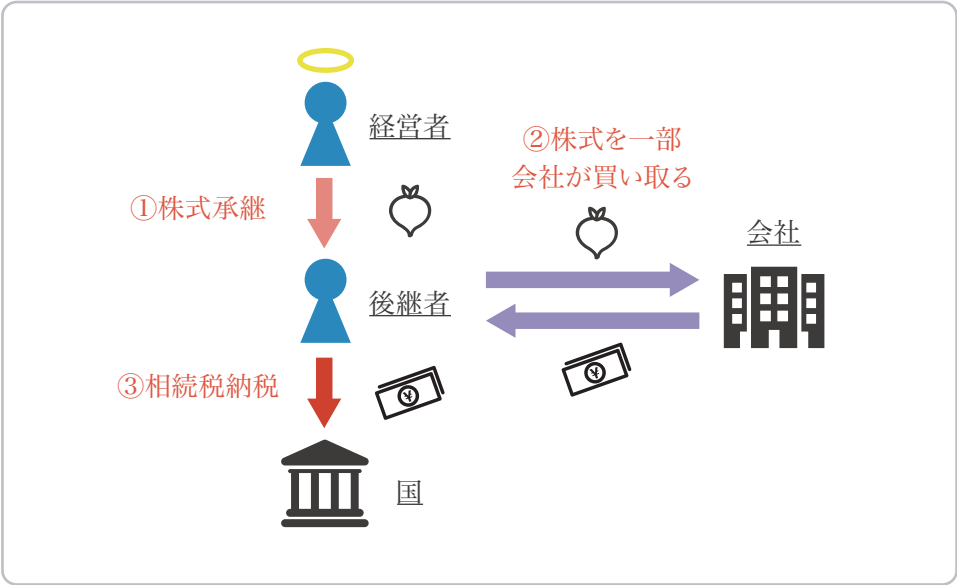 経営者
②株式を一部
会社が買い取る
①株式承継
会社
後継者
③相続税納税
¥
¥
国